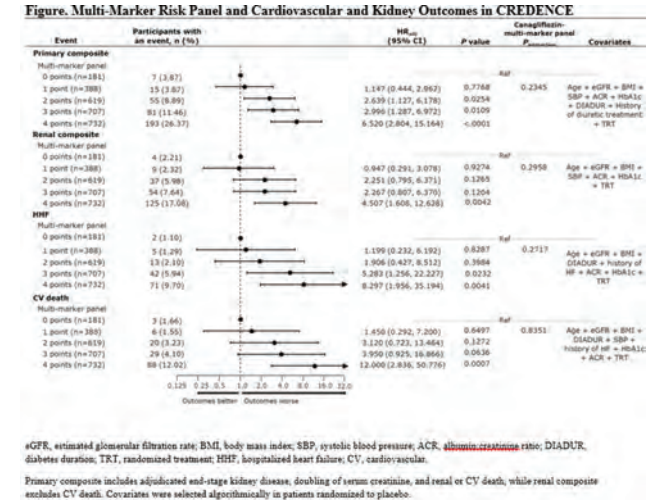 Figure. Multi-Marker Risk Panel and Cardiovascular and Kidney Outcomes in CREDENCE
Event Participants with an event, n (%) HRadj (95% CI) P value Canagliflozin-multi-marker panel Pinteraction Covariates
Primary composite
Multi-marker panel
0 points (n=181) 7 (3.87) Ref
1 point (n=388) 15 (3.87) 1.147 (0.444, 2.962) 0.7768 0.2345 Age + eGFR + BMI +
2 points (n=619) 55 (8.89) 2.639 (1.127, 6.178) 0.0254 SBP + ACR + HbA1c
3 points (n=707) 81 (11.46) 2.996 (1.287, 6.972) 0.0109 + DIADUR + History of diuretic treatment
4 points (n=732) 193 (26.37) 6.520 (2.804, 15.164) <.0001 + TRT
Renal composite
Multi-marker panel
0 points (n=181) 4 (2.21) Ref
1 point (n=388) 9 (2.32) 0.947 (0.291, 3.078) 0.9274 0.2958 Age + eGFR + BMI +
2 points (n=619) 37 (5.98) 2.251 (0.795, 6.371) 0.1265 SBP + ACR + HbA1c
3 points (n=707) 54 (7.64) 2.267 (0.807, 6.370) 0.1204 + TRT
4 points (n=732) 125 (17.08) 4.507 (1.608, 12.628) 0.0042
HHF
Multi-marker panel
0 points (n=181) 2 (1.10) Ref
1 point (n=388) 5 (1.29) 1.199 (0.232, 6.192) 0.8287 0.2717 Age + eGFR + BMI +
2 points (n=619) 13 (2.10) 1.906 (0.427, 8.512) 0.3984 DIADUR + history of
3 points (n=707) 42 (5.94) 5.283 (1.256, 22.227) 0.0232 HF + ACR + HbA1c +
4 points (n=732) 71 (9.70) 8.297 (1.956, 35.194) 0.0041 TRT
CV death
Multi-marker panel
0 points (n=181) 3 (1.66) Ref
1 point (n=388) 6 (1.55) 1.450 (0.292, 7.200) 0.6497 0.8351 Age + eGFR + BMI +
2 points (n=619) 20 (3.23) 3.120 (0.723, 13.464) 0.1272 DIADUR + SBP +
3 points (n=707) 29 (4.10) 3.950 (0.925, 16.866) 0.0636 history of HF + HbA1c
4 points (n=732) 88 (12.02) 12.000 (2.836, 50.776) 0.0007 + ACR + TRT
0.125 0.25 0.5 1.0 2.0 4.0 8.0 16.0 32.0
Outcomes better Outcomes worse
eGFR, estimated glomerular filtration rate; BMI, body mass index; SBP, systolic blood pressure; ACR, albumin:creatinine ratio; DIADUR,
diabetes duration; TRT, randomized treatment; HHF, hospitalized heart failure; CV, cardiovascular.
Primary composite includes adjudicated end-stage kidney disease, doubling of serum creatinine, and renal or CV death, while renal composite
excludes CV death. Covariates were selected algorithmically in patients randomized to placebo.